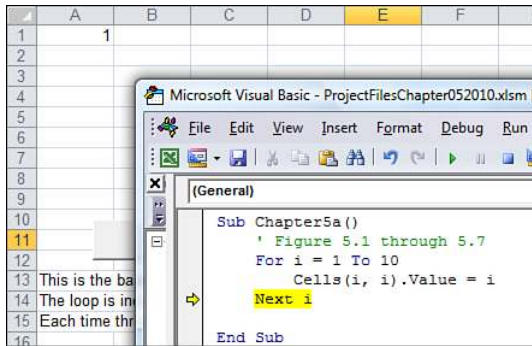 A B C D E F
1 1
2
3
4
5
6
7
8
9
10
11
12
13 This is the ba
14 The loop is in
15 Each time thr
16
Microsoft Visual Basic - ProjectFilesChapter052010.xlsm
File Edit View Insert Format Debug Run
(General)
Sub Chapter5a()
' Figure 5.1 through 5.7
For i = 1 To 10
Cells(i, i).Value = i
Next i
End Sub